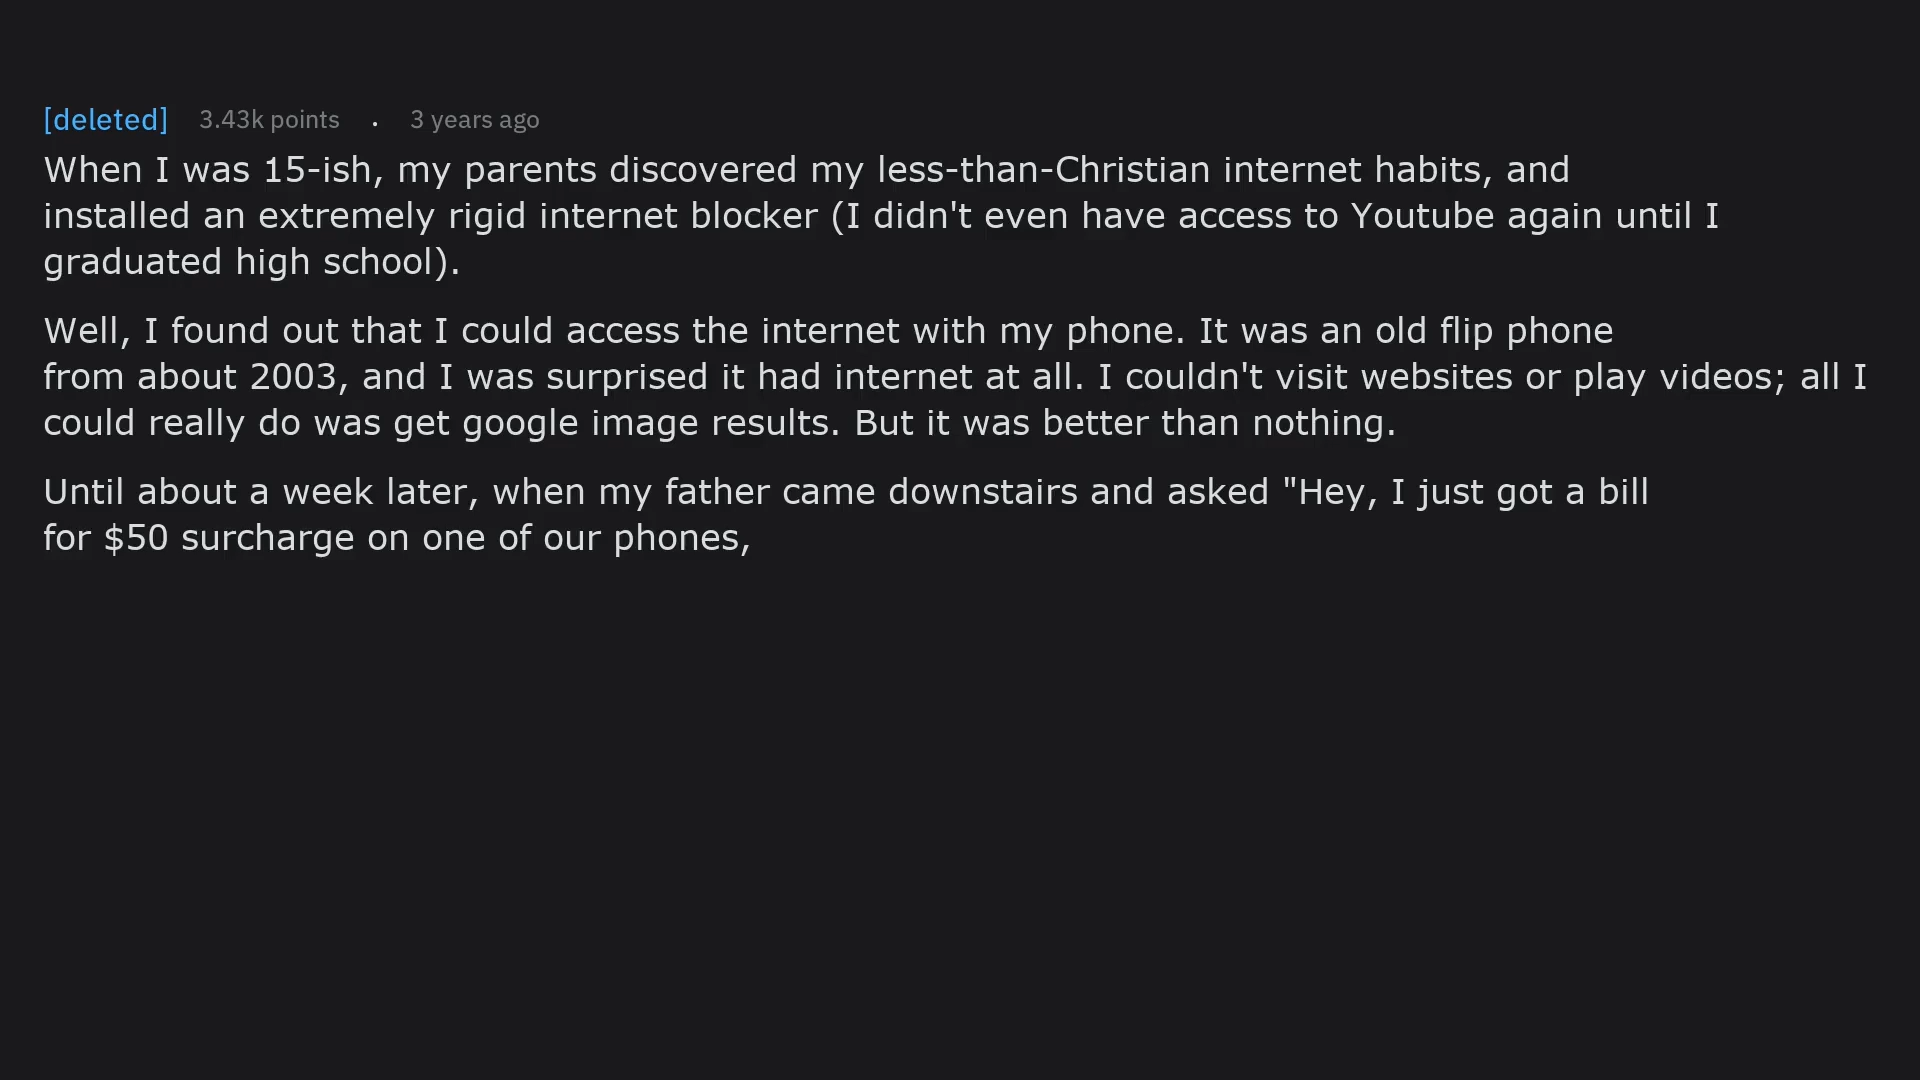 [deleted] 3.43k points . 3 years ago
When I was 15-ish, my parents discovered my less-than-Christian internet habits, and
installed an extremely rigid internet blocker (I didn't even have access to Youtube again until I
graduated high school).
Well, I found out that I could access the internet with my phone. It was an old flip phone
from about 2003, and I was surprised it had internet at all. I couldn't visit websites or play videos; all I
could really do was get google image results. But it was better than nothing.
Until about a week later, when my father came downstairs and asked "Hey, I just got a bill
for $50 surcharge on one of our phones,